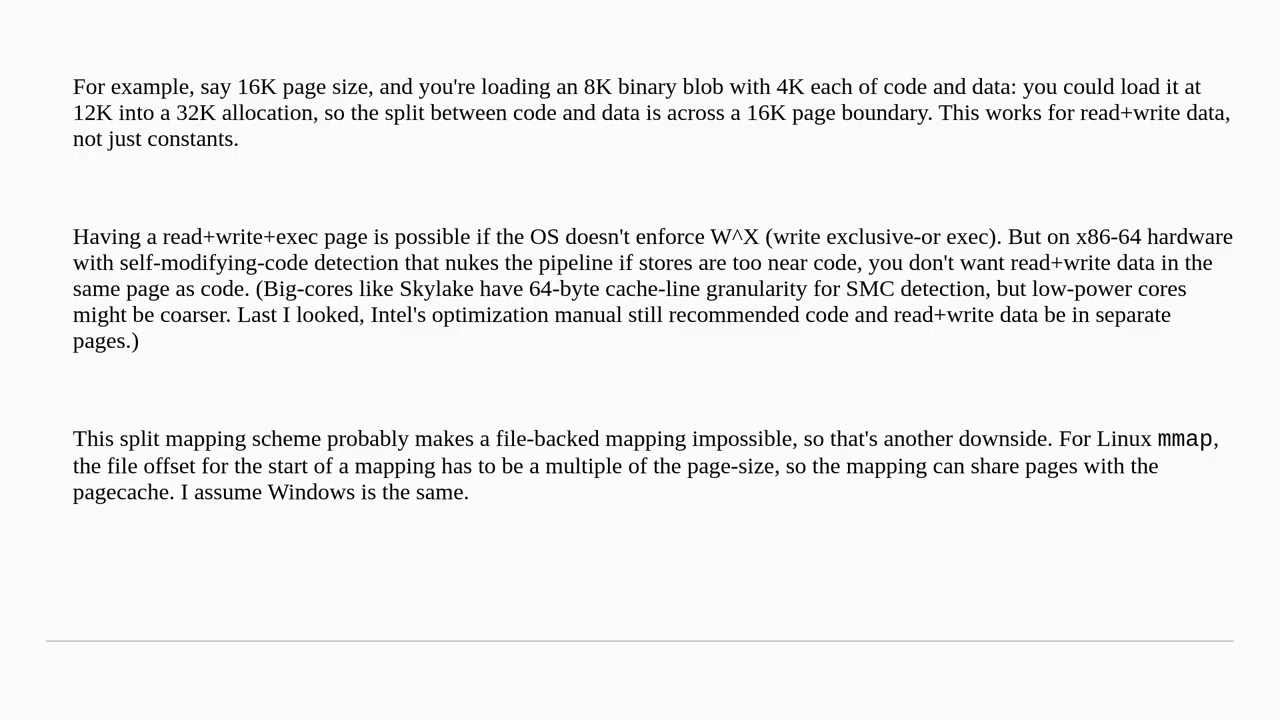 For example, say 16K page size, and you're loading an 8K binary blob with 4K each of code and data: you could load it at
12K into a 32K allocation, so the split between code and data is across a 16K page boundary. This works for read+write data,
not just constants.
Having a read+write+exec page is possible if the OS doesn't enforce W^X (write exclusive-or exec). But on x86-64 hardware
with self-modifying-code detection that nukes the pipeline if stores are too near code, you don't want read+write data in the
same page as code. (Big-cores like Skylake have 64-byte cache-line granularity for SMC detection, but low-power cores
might be coarser. Last I looked, Intel's optimization manual still recommended code and read+write data be in separate
pages.)
This split mapping scheme probably makes a file-backed mapping impossible, so that's another downside. For Linux mmap,
the file offset for the start of a mapping has to be a multiple of the page-size, so the mapping can share pages with the
pagecache. I assume Windows is the same.